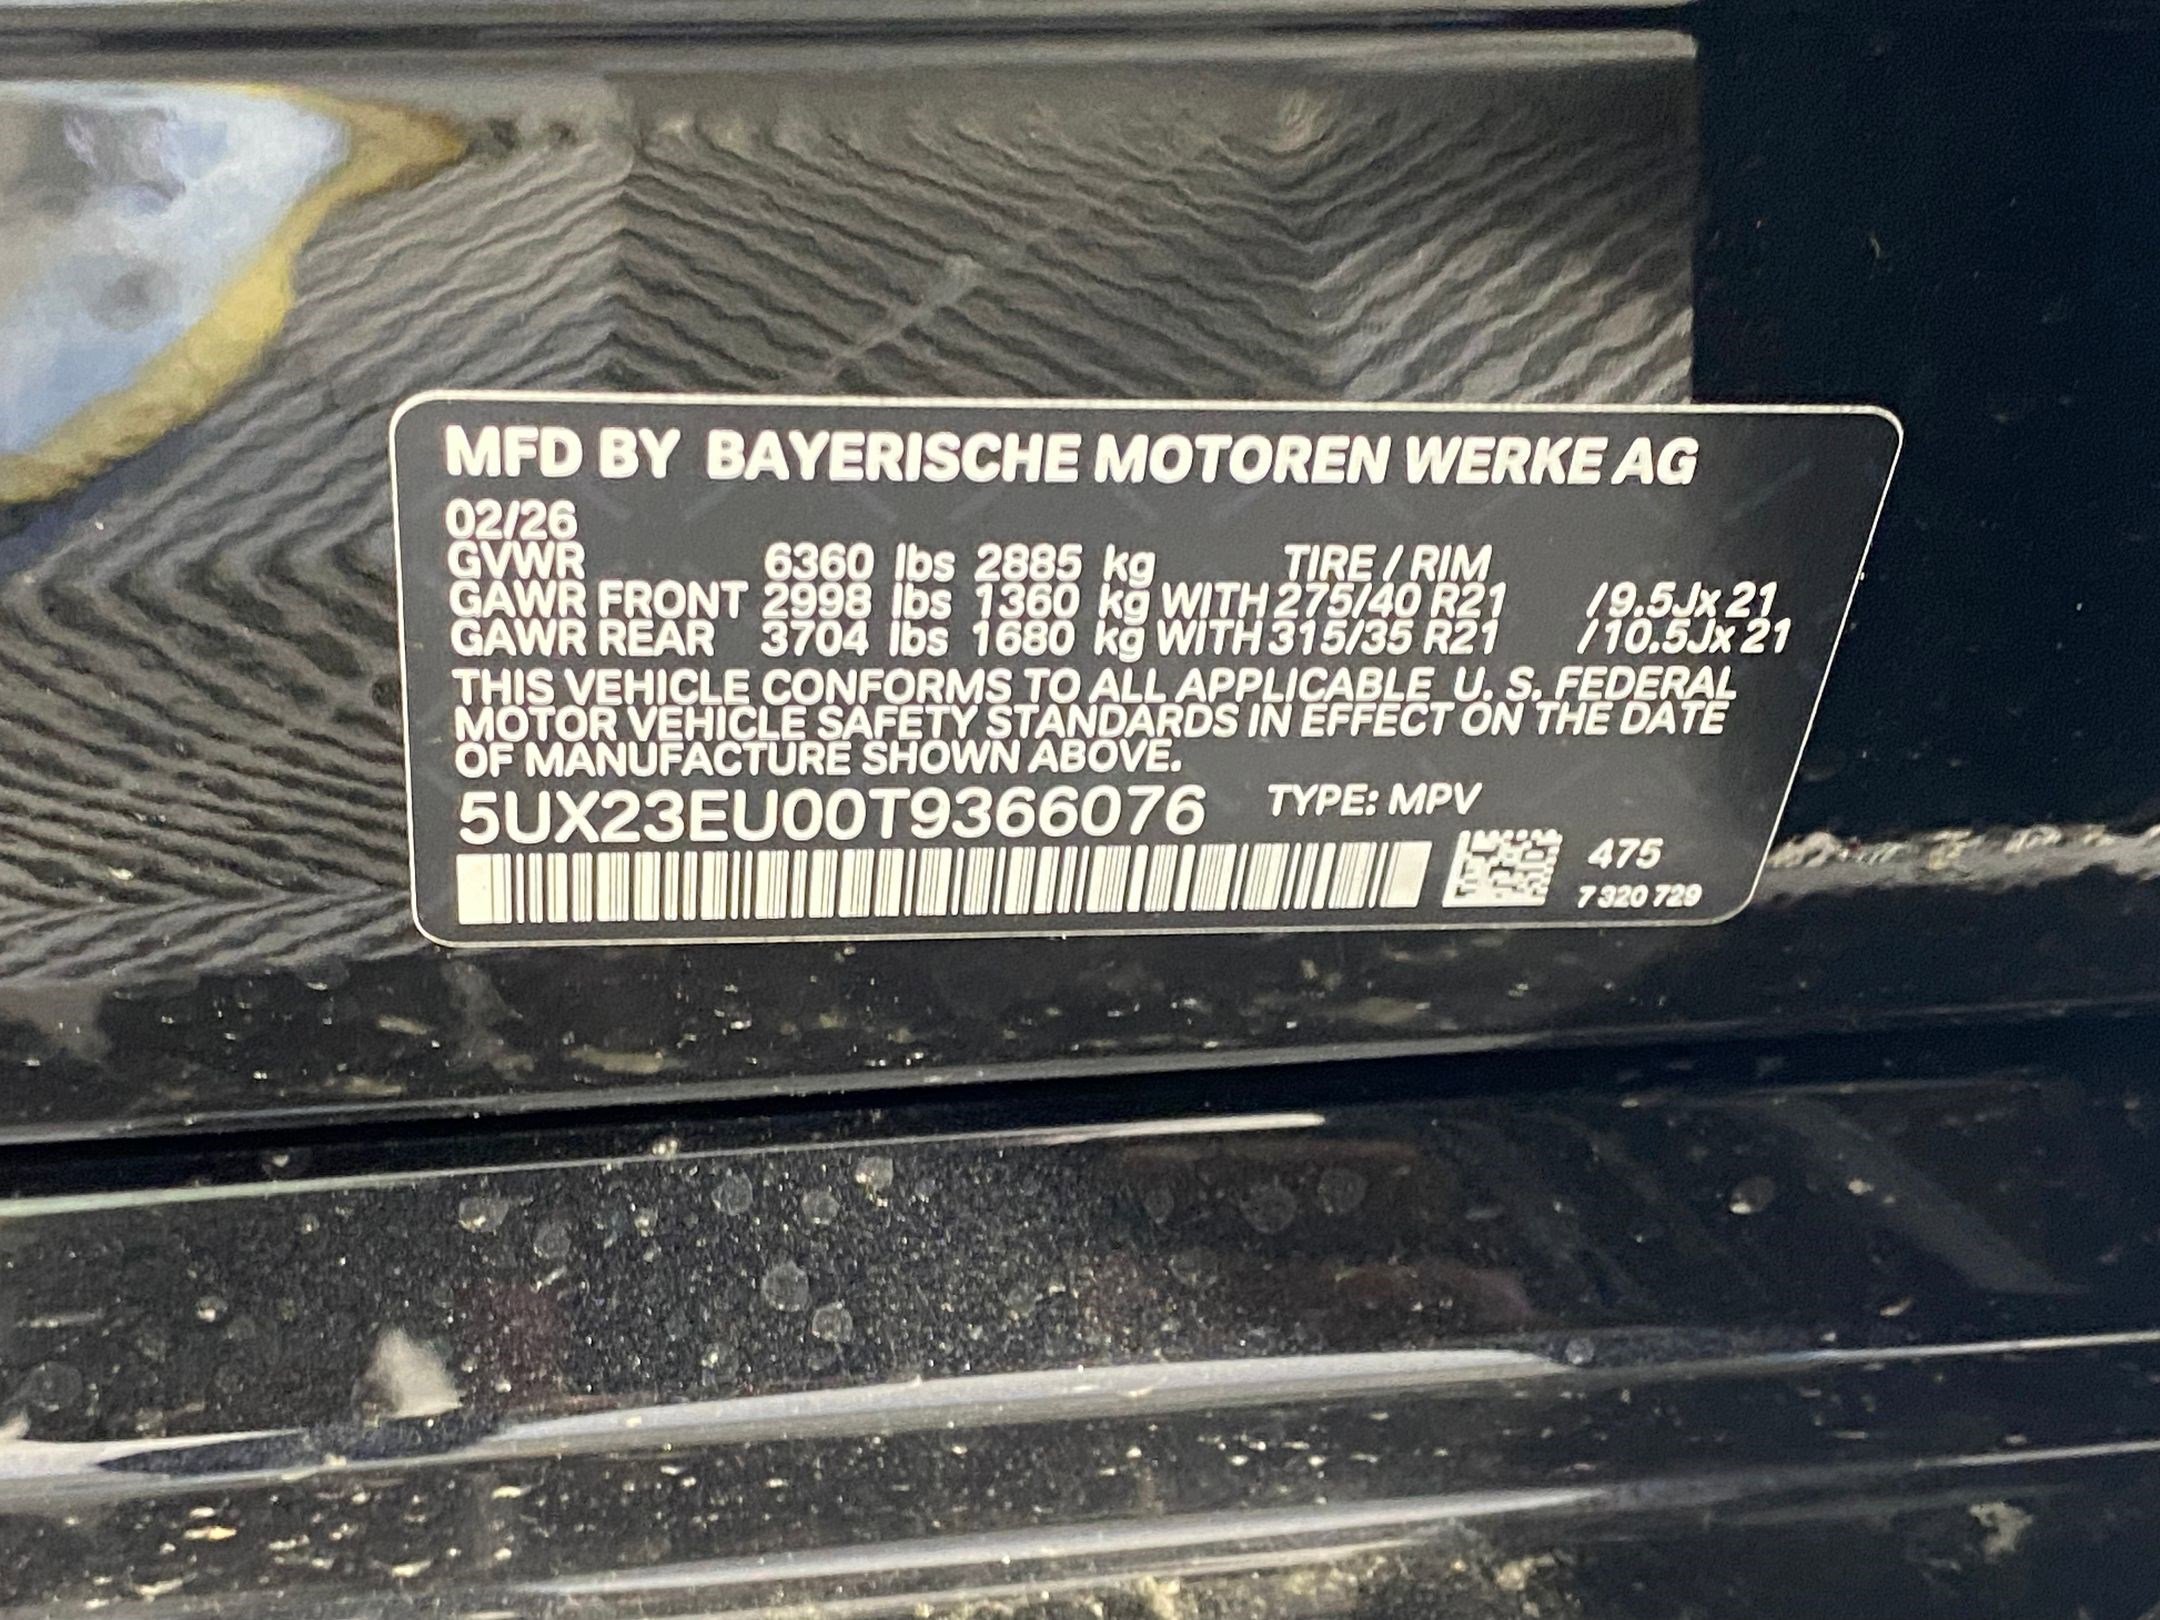 MFD BY BAYERISCHE MOTOREN WERKE AG
02/26
GVWR 6360 lbs 2885 kg TIRE / RIM
GAWR FRONT 2998 lbs 1360 kg WITH 275/40 R21 /9.5Jx 21
GAWR REAR 3704 lbs 1680 kg WITH 315/35 R21 /10.5Jx 21
THIS VEHICLE CONFORMS TO ALL APPLICABLE U. S. FEDERAL
MOTOR VEHICLE SAFETY STANDARDS IN EFFECT ON THE DATE
OF MANUFACTURE SHOWN ABOVE.
5UX23EU00T9366076 TYPE: MPV
475
7 320 729